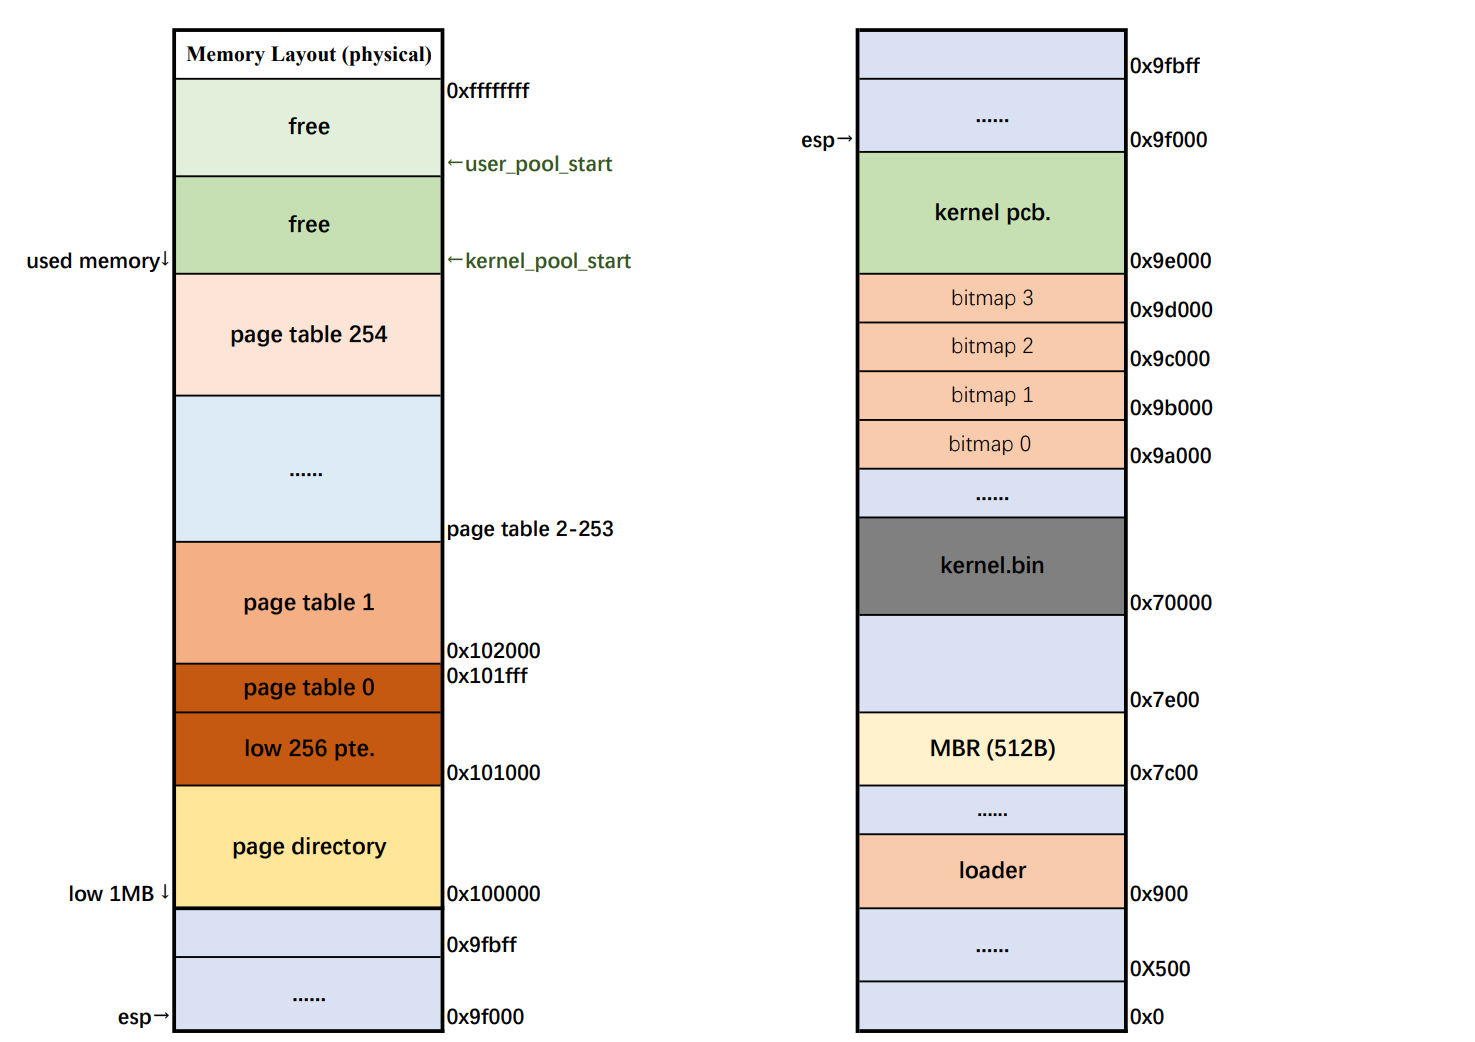 Memory Layout (physical)
0xffffffff
free
←user_pool_start
free
used memory↓
←kernel_pool_start
page table 254
......
page table 2-253
page table 1
0x102000
0x101fff
page table 0
low 256 pte.
0x101000
page directory
low 1MB ↓
0x100000
0x9fbff
......
esp→
0x9f000
0x9fbff
......
esp→
0x9f000
kernel pcb.
0x9e000
bitmap 3
0x9d000
bitmap 2
0x9c000
bitmap 1
0x9b000
bitmap 0
0x9a000
......
kernel.bin
0x70000
0x7e00
MBR (512B)
0x7c00
......
loader
0x900
......
0X500
0x0